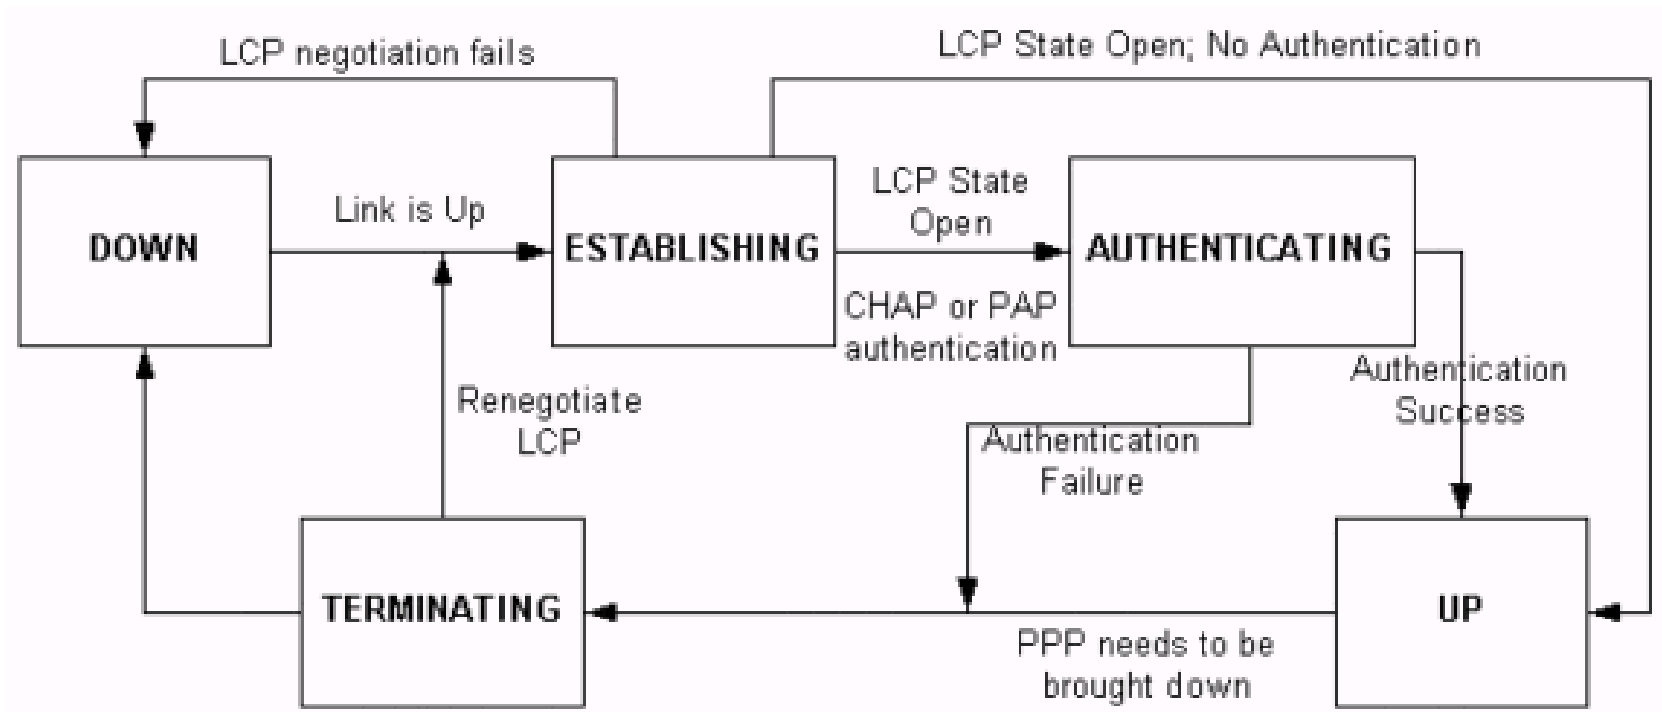 LCP negotiation fails
LCP State Open; No Authentication
DOWN
Link is Up
ESTABLISHING
LCP State
Open
CHAP or PAP
authentication
AUTHENTICATING
Authentication
Success
Renegotiate
LCP
Authentication
Failure
TERMINATING
PPP needs to be
brought down
UP